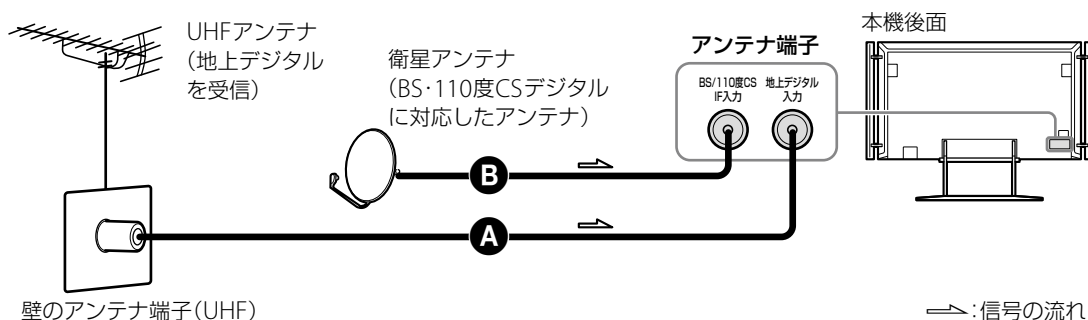 UHFアンテナ
（地上デジタル
を受信）
衛星アンテナ
（BS・110度CSデジタル
に対応したアンテナ）
アンテナ端子
BS/110度CS
IF入力
地上デジタル
入力
本機後面
B
A
壁のアンテナ端子（UHF）
：信号の流れ